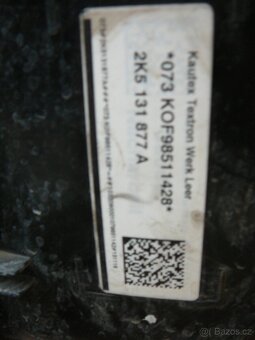 Kautex Textron Werk Leer
*073 KOF98511428*
2K5 131 877 A
Bazos.cz